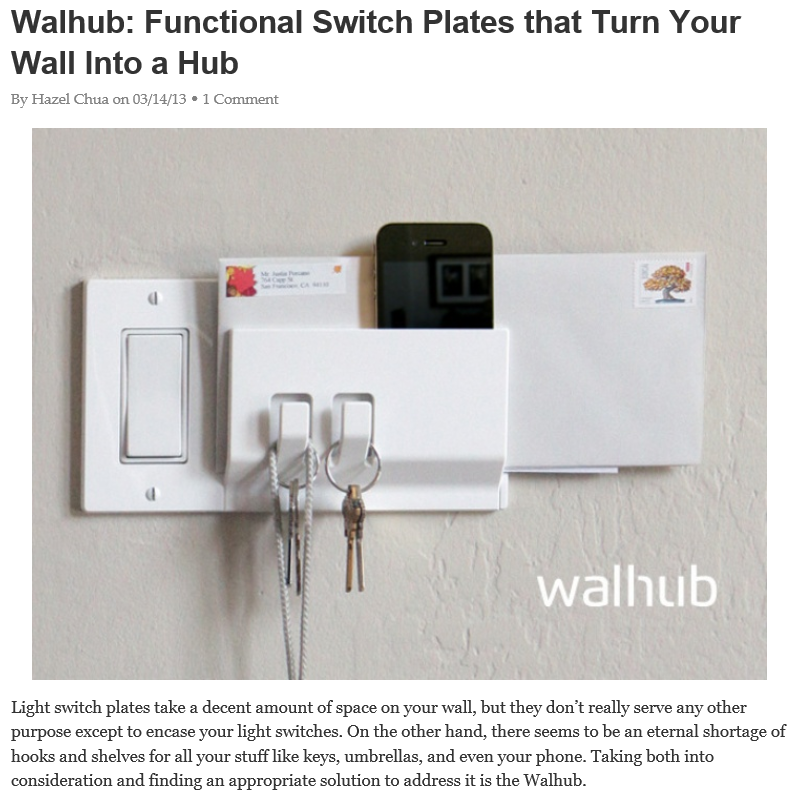 Walhub: Functional Switch Plates that Turn Your
Wall Into a Hub
By Hazel Chua on 03/14/13 • 1 Comment
San Francisco, CA
walhub
Light switch plates take a decent amount of space on your wall, but they don't really serve any other
purpose except to encase your light switches. On the other hand, there seems to be an eternal shortage of
hooks and shelves for all your stuff like keys, umbrellas, and even your phone. Taking both into
consideration and finding an appropriate solution to address it is the Walhub.